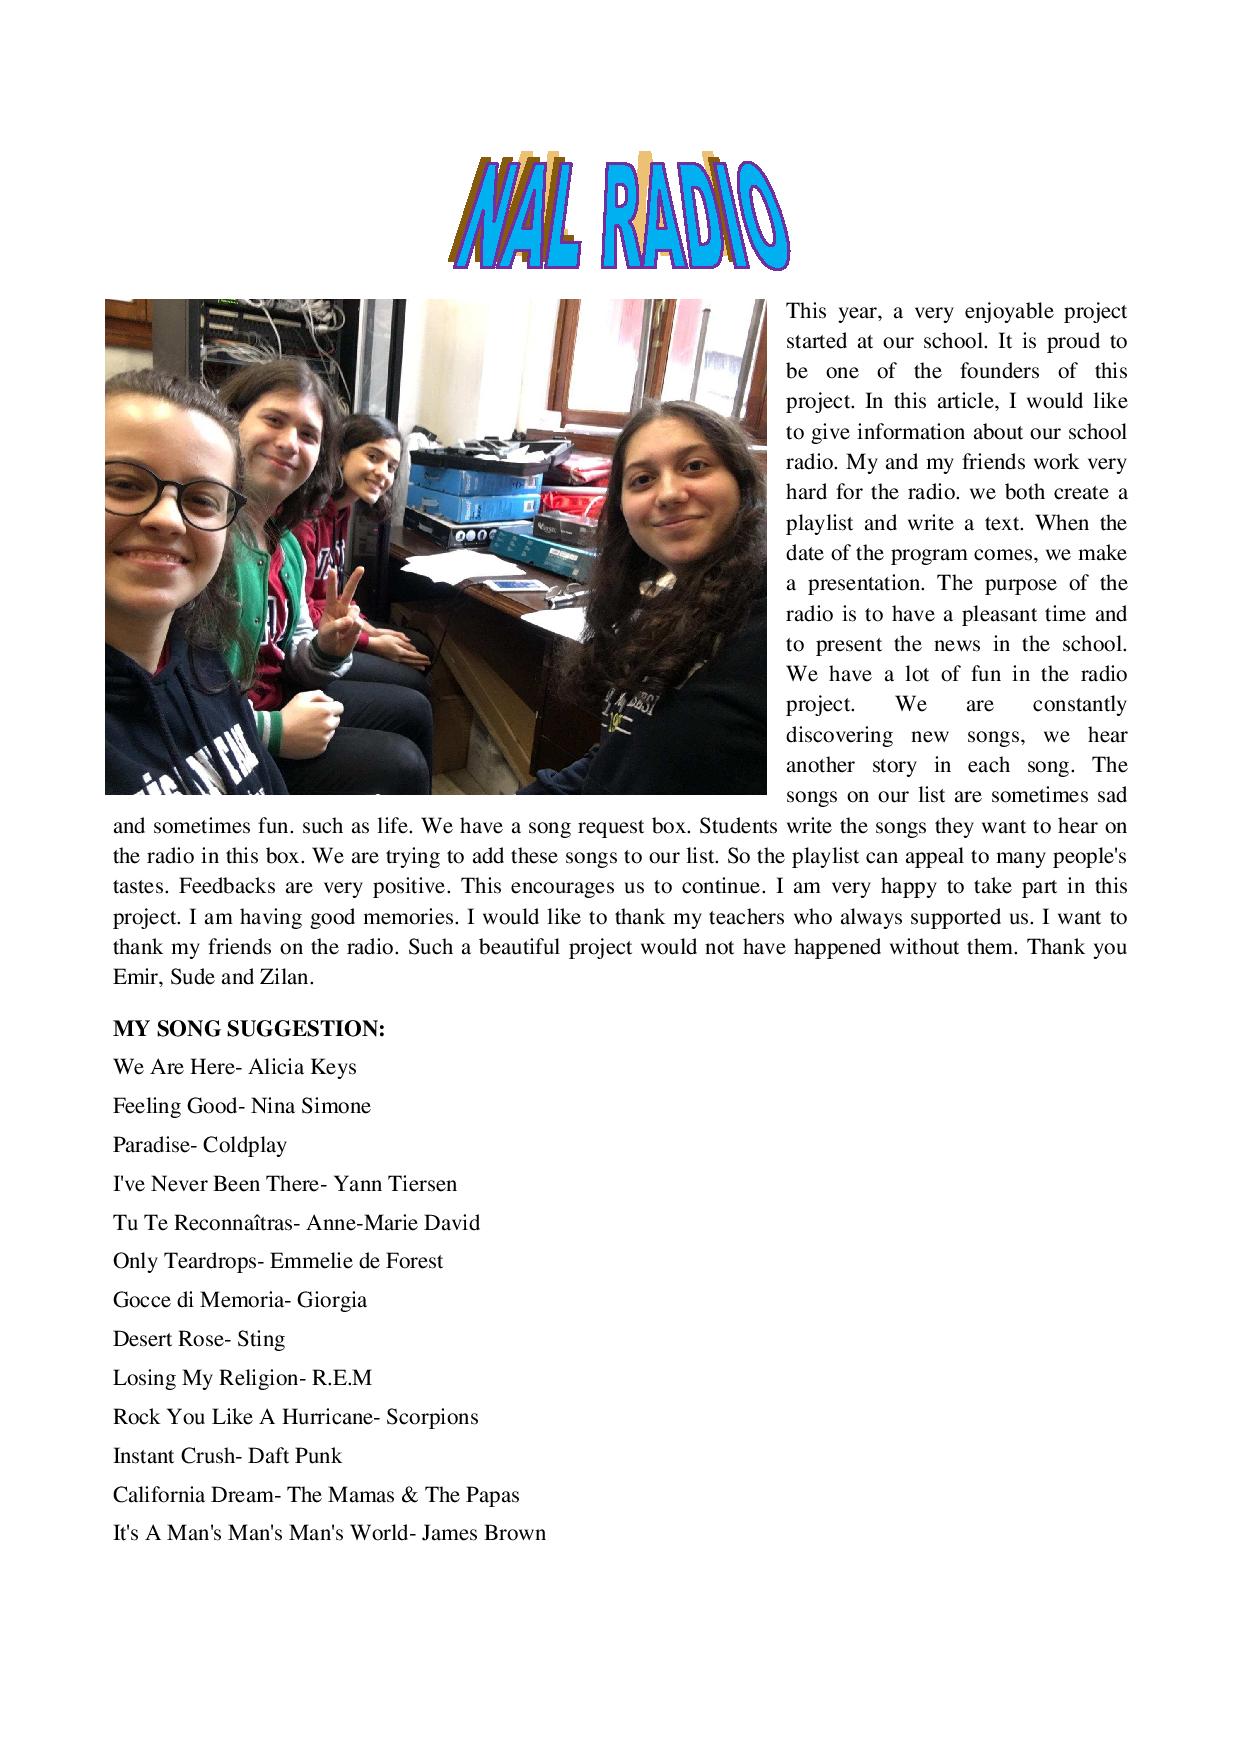 NAL RADIO
This year, a very enjoyable project
started at our school. It is proud to
be one of the founders of this
project. In this article, I would like
to give information about our school
radio. My and my friends work very
hard for the radio. we both create a
playlist and write a text. When the
date of the program comes, we make
a presentation. The purpose of the
radio is to have a pleasant time and
to present the news in the school.
We have a lot of fun in the radio
project. We are constantly
discovering new songs, we hear
another story in each song. The
songs on our list are sometimes sad
and sometimes fun. such as life. We have a song request box. Students write the songs they want to hear on
the radio in this box. We are trying to add these songs to our list. So the playlist can appeal to many people's
tastes. Feedbacks are very positive. This encourages us to continue. I am very happy to take part in this
project. I am having good memories. I would like to thank my teachers who always supported us. I want to
thank my friends on the radio. Such a beautiful project would not have happened without them. Thank you
Emir, Sude and Zilan.
MY SONG SUGGESTION:
We Are Here- Alicia Keys
Feeling Good- Nina Simone
Paradise- Coldplay
I've Never Been There- Yann Tiersen
Tu Te Reconnaîtras- Anne-Marie David
Only Teardrops- Emmelie de Forest
Gocce di Memoria- Giorgia
Desert Rose- Sting
Losing My Religion- R.E.M
Rock You Like A Hurricane- Scorpions
Instant Crush- Daft Punk
California Dream- The Mamas & The Papas
It's A Man's Man's Man's World- James Brown